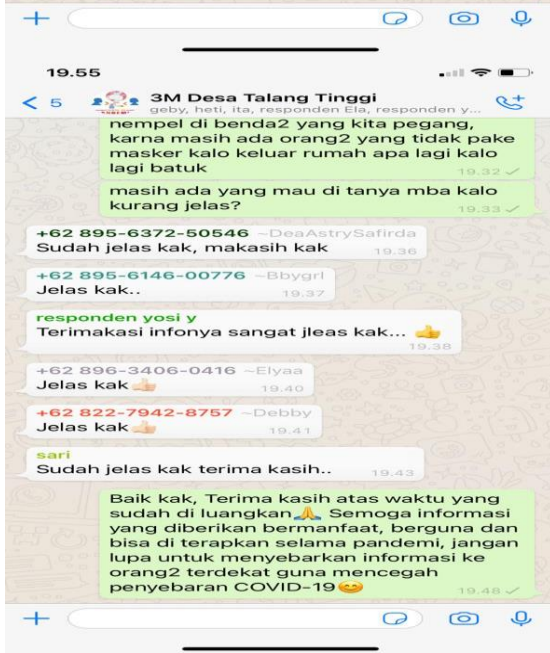 19.55
5
3M Desa Talang Tinggi
geby, heti, ita, responden Ela, responden y...
nempel di benda2 yang kita pegang,
karna masih ada orang2 yang tidak pake
masker kalo keluar rumah apa lagi kalo
lagi batuk
19.32
masih ada yang mau di tanya mba kalo
kurang jelas?
19.33
+62 895-6372-50546 ~DeaAstrySafirda
Sudah jelas kak, makasih kak
19.36
+62 895-6146-00776 ~Bbygrl
Jelas kak..
19.37
responden yosi y
Terimakasi infonya sangat jleas kak... 👍
19.38
+62 896-3406-0416 ~Elyaa
Jelas kak👍🏻
19.40
+62 822-7942-8757 ~Debby
Jelas kak👍🏻
19.41
sari
Sudah jelas kak terima kasih..
19.43
Baik kak, Terima kasih atas waktu yang
sudah di luangkan🙏 Semoga informasi
yang diberikan bermanfaat, berguna dan
bisa di terapkan selama pandemi, jangan
lupa untuk menyebarkan informasi ke
orang2 terdekat guna mencegah
penyebaran COVID-19😊
19.48